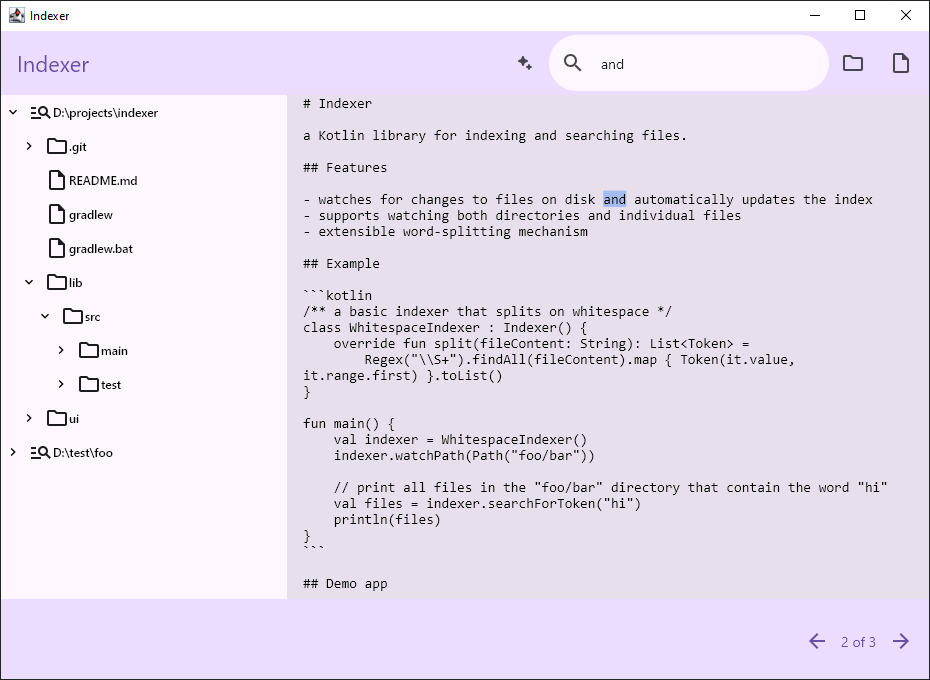 Indexer
Indexer
and
D:\projects\indexer
.git
README.md
gradlew
gradlew.bat
lib
src
main
test
ui
D:\test\foo
# Indexer
a Kotlin library for indexing and searching files.
## Features
- watches for changes to files on disk and automatically updates the index
- supports watching both directories and individual files
- extensible word-splitting mechanism
## Example
```kotlin
/** a basic indexer that splits on whitespace */
class WhitespaceIndexer : Indexer() {
    override fun split(fileContent: String): List<Token> =
        Regex("\\S+").findAll(fileContent).map { Token(it.value,
it.range.first) }.toList()
}
fun main() {
    val indexer = WhitespaceIndexer()
    indexer.watchPath(Path("foo/bar"))
    // print all files in the "foo/bar" directory that contain the word "hi"
    val files = indexer.searchForToken("hi")
    println(files)
}
```
## Demo app
2 of 3